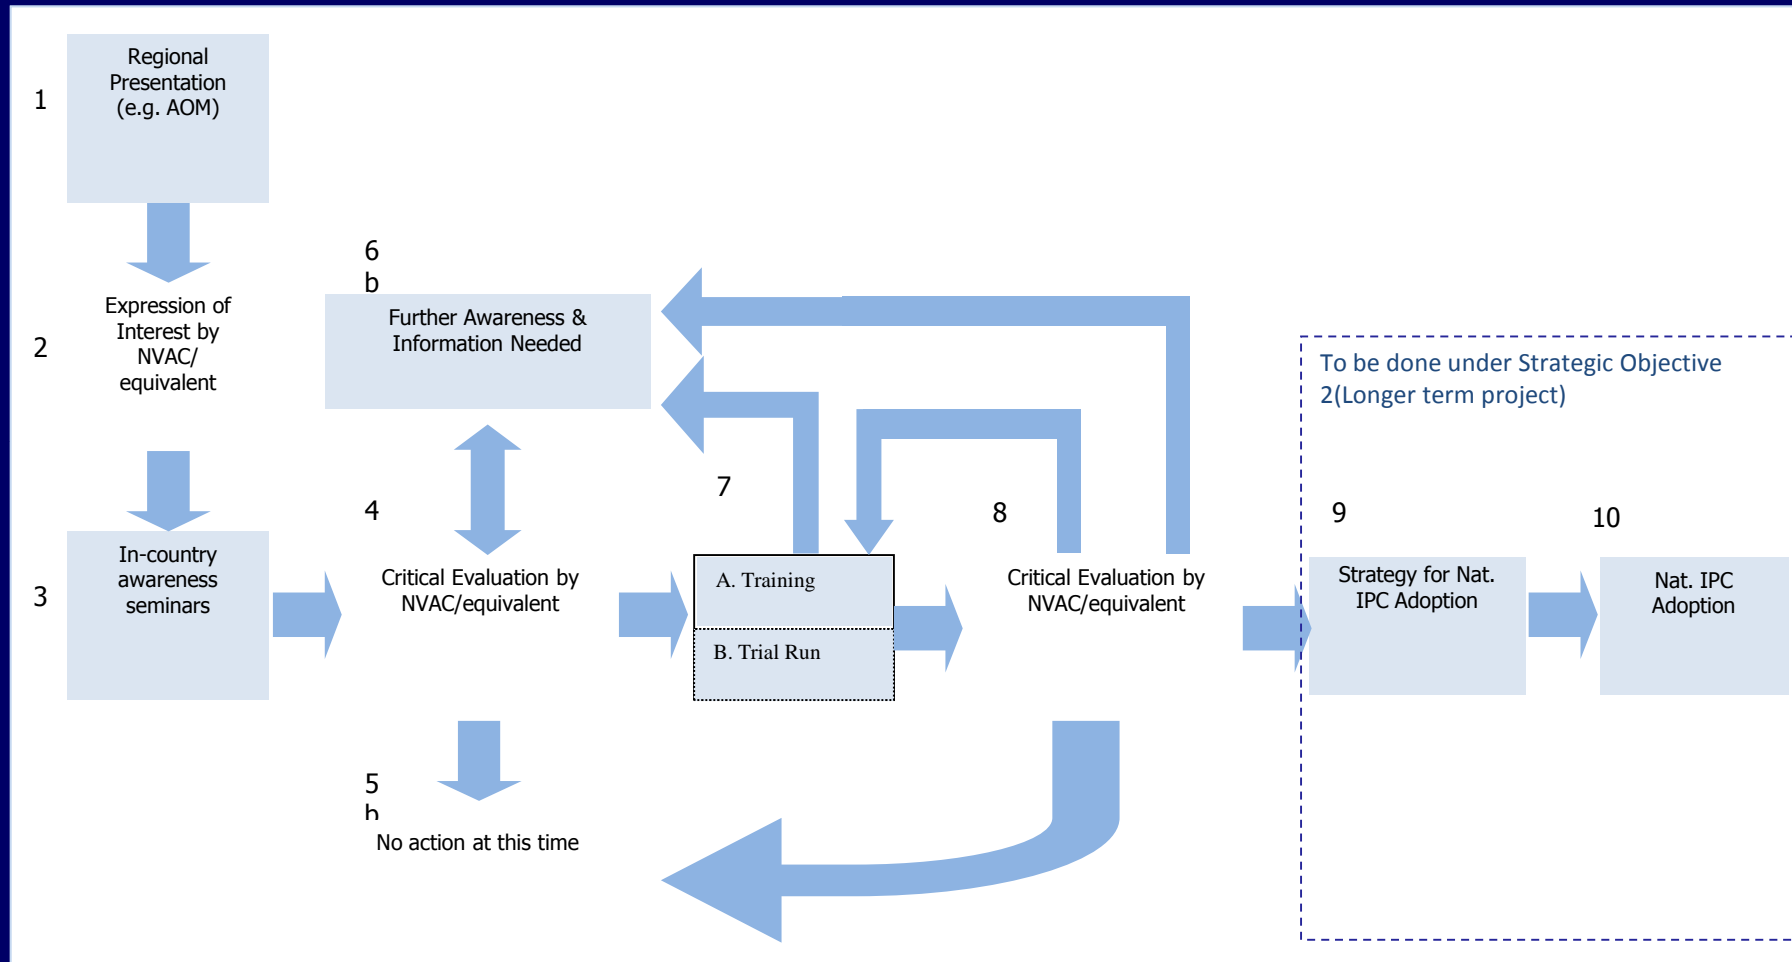 1
Regional
Presentation
(e.g. AOM)
2
Expression of
Interest by
NVAC/
equivalent
3
In-country
awareness
seminars
6
b
Further Awareness &
Information Needed
4
Critical Evaluation by
NVAC/equivalent
5
b
No action at this time
7
A. Training
B. Trial Run
8
Critical Evaluation by
NVAC/equivalent
To be done under Strategic Objective
2(Longer term project)
9
Strategy for Nat.
IPC Adoption
10
Nat. IPC
Adoption